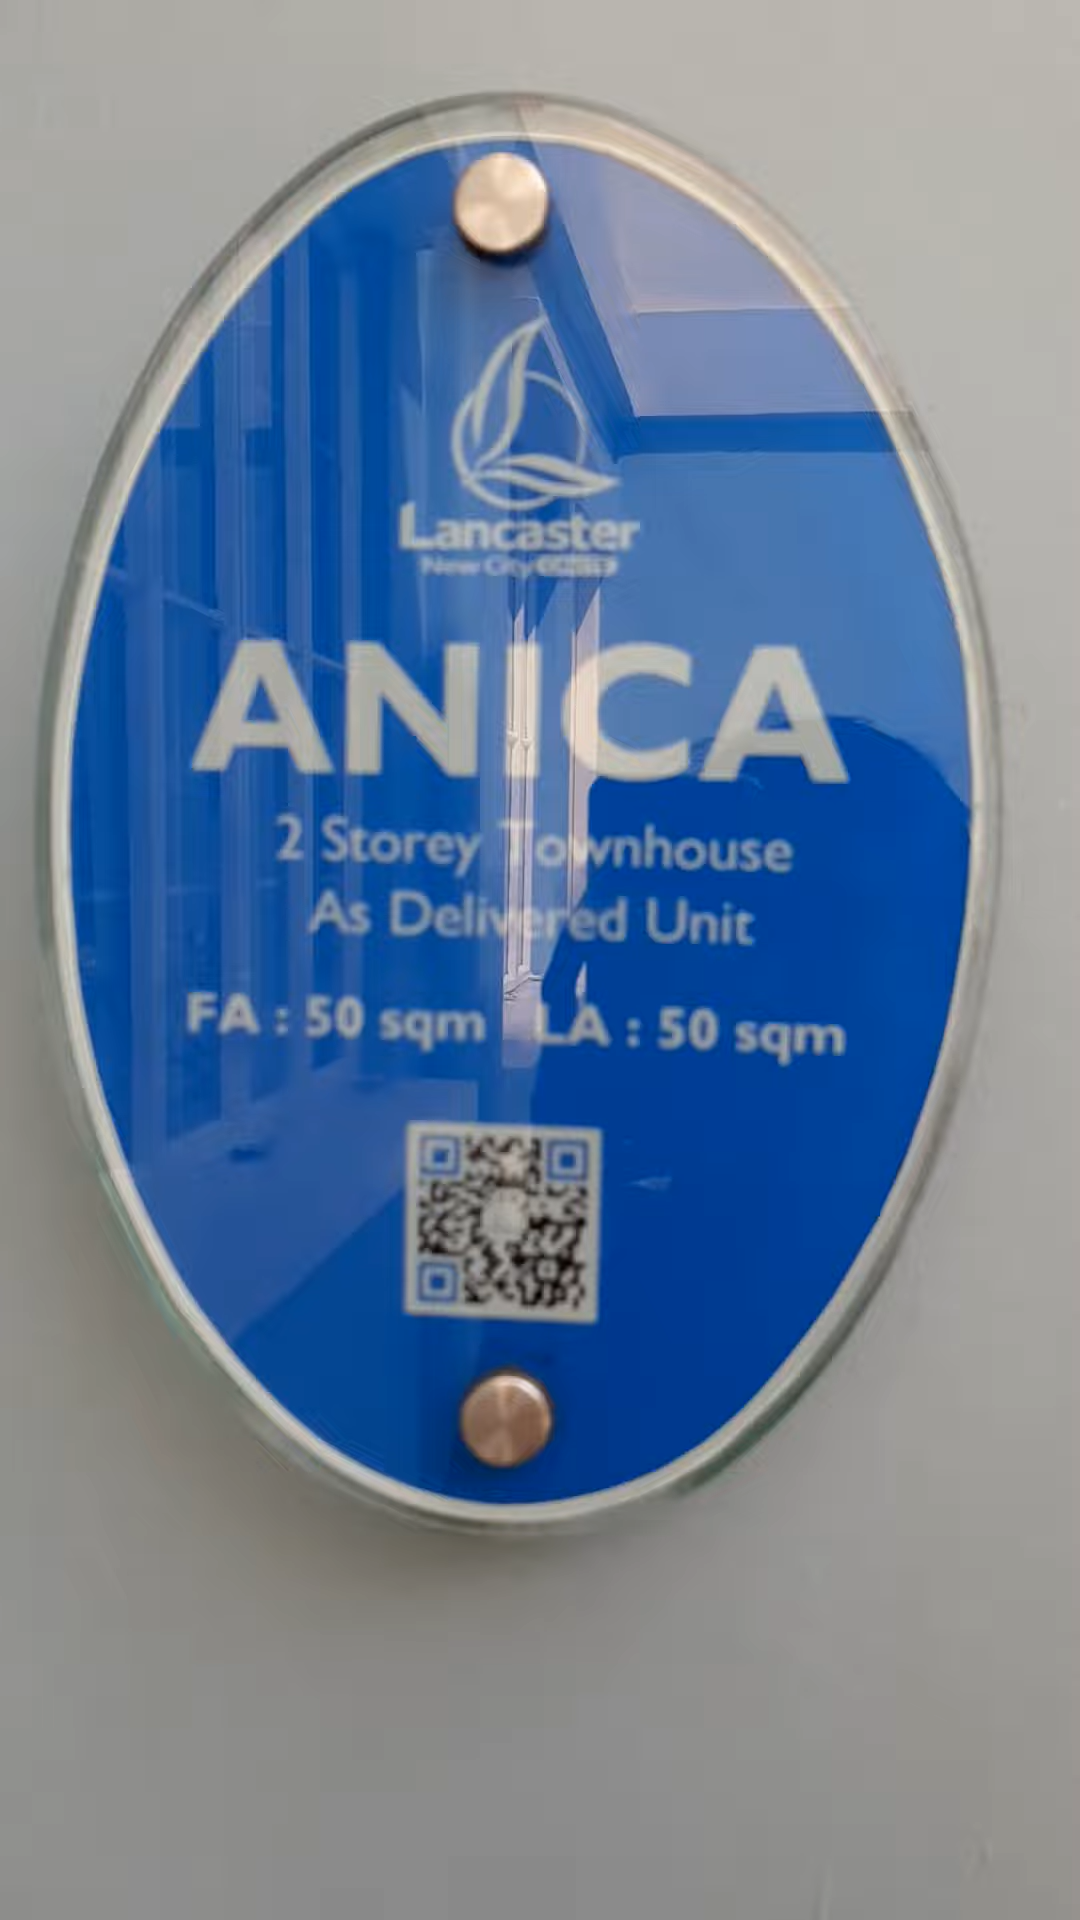 Lancaster
New City
ANICA
2 Storey Townhouse
As Delivered Unit
FA : 50 sqm LA : 50 sqm